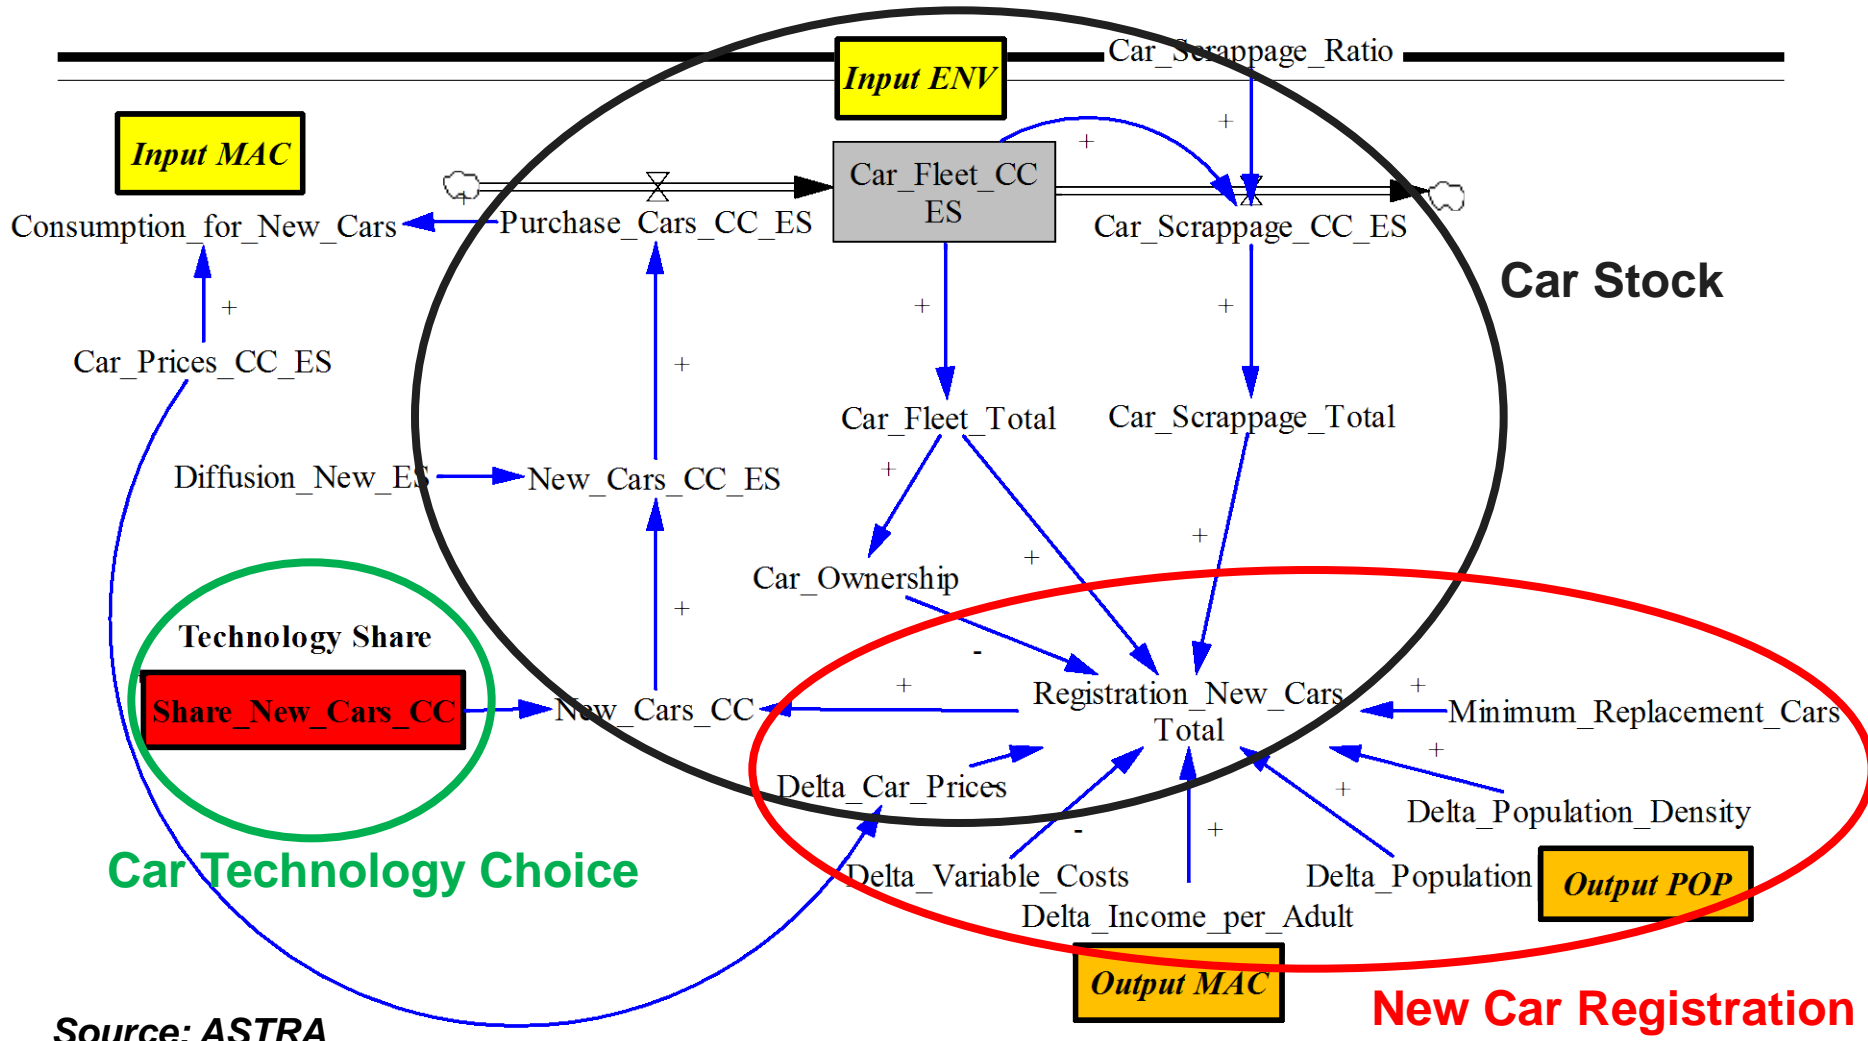 Car_Scrappage_Ratio
Input ENV
Input MAC
+
+
Car_Fleet_CC
ES
+
Consumption_for_New_Cars
Purchase_Cars_CC_ES
Car_Scrappage_CC_ES
Car Stock
+
+
+
Car_Prices_CC_ES
+
Car_Fleet_Total
Car_Scrappage_Total
+
Diffusion_New_ES
New_Cars_CC_ES
+
+
Car_Ownership
+
Technology Share
-
Share_New_Cars_CC
New_Cars_CC
+
Registration_New_Cars
Total
+
Minimum_Replacement_Cars
+
Delta_Car_Prices
-
+
Delta_Population_Density
-
+
Car Technology Choice
Delta_Variable_Costs
Delta_Population
Output POP
Delta_Income_per_Adult
Output MAC
New Car Registration
Source: ASTRA